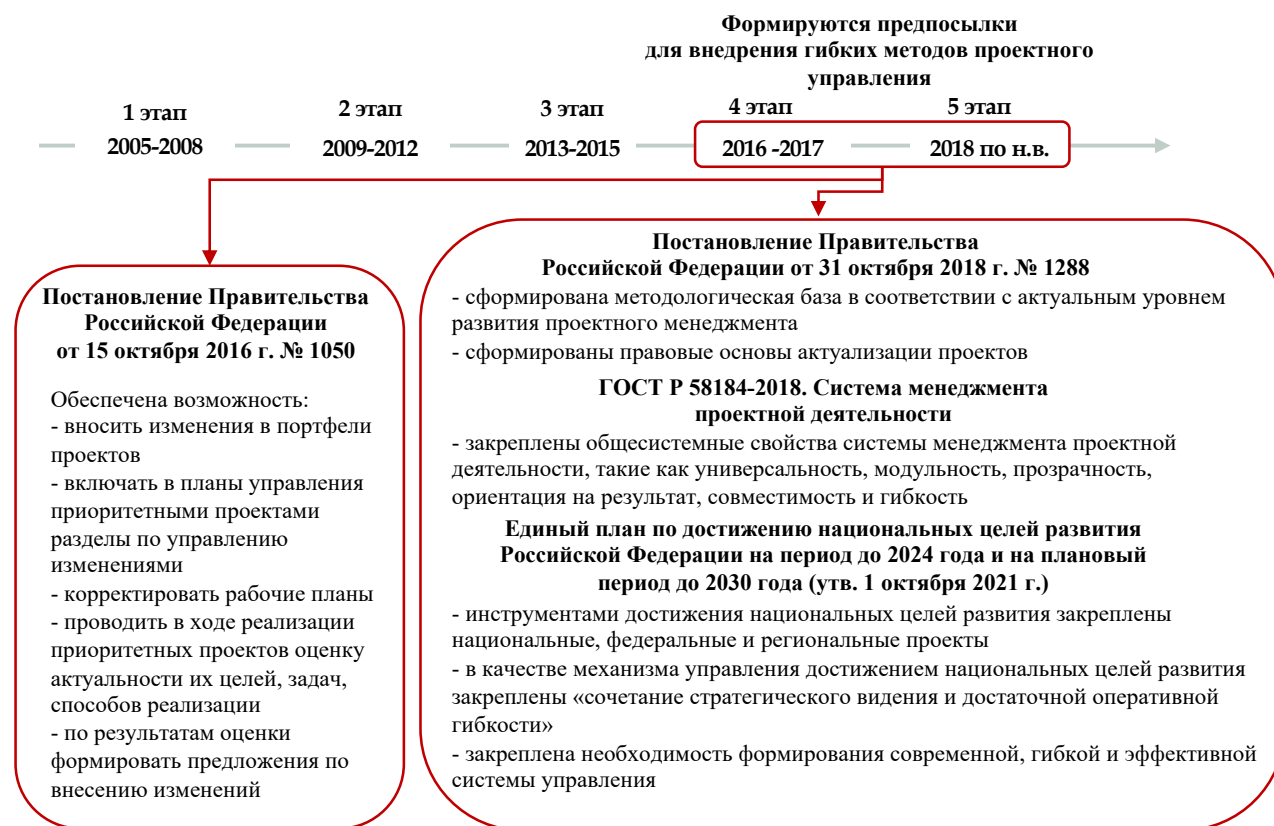 Формируются предпосылки
для внедрения гибких методов проектного
управления
1 этап
2005-2008
2 этап
2009-2012
3 этап
2013-2015
4 этап
2016 -2017
5 этап
2018 по н.в.
Постановление Правительства
Российской Федерации
от 15 октября 2016 г. № 1050
Обеспечена возможность:
- вносить изменения в портфели
проектов
- включать в планы управления
приоритетными проектами
разделы по управлению
изменениями
- корректировать рабочие планы
- проводить в ходе реализации
приоритетных проектов оценку
актуальности их целей, задач,
способов реализации
- по результатам оценки
формировать предложения по
внесению изменений
Постановление Правительства
Российской Федерации от 31 октября 2018 г. № 1288
- сформирована методологическая база в соответствии с актуальным уровнем
развития проектного менеджмента
- сформированы правовые основы актуализации проектов
ГОСТ Р 58184-2018. Система менеджмента
проектной деятельности
- закреплены общесистемные свойства системы менеджмента проектной
деятельности, такие как универсальность, модульность, прозрачность,
ориентация на результат, совместимость и гибкость
Единый план по достижению национальных целей развития
Российской Федерации на период до 2024 года и на плановый
период до 2030 года (утв. 1 октября 2021 г.)
- инструментами достижения национальных целей развития закреплены
национальные, федеральные и региональные проекты
- в качестве механизма управления достижением национальных целей развития
закреплены «сочетание стратегического видения и достаточной оперативной
гибкости»
- закреплена необходимость формирования современной, гибкой и эффективной
системы управления